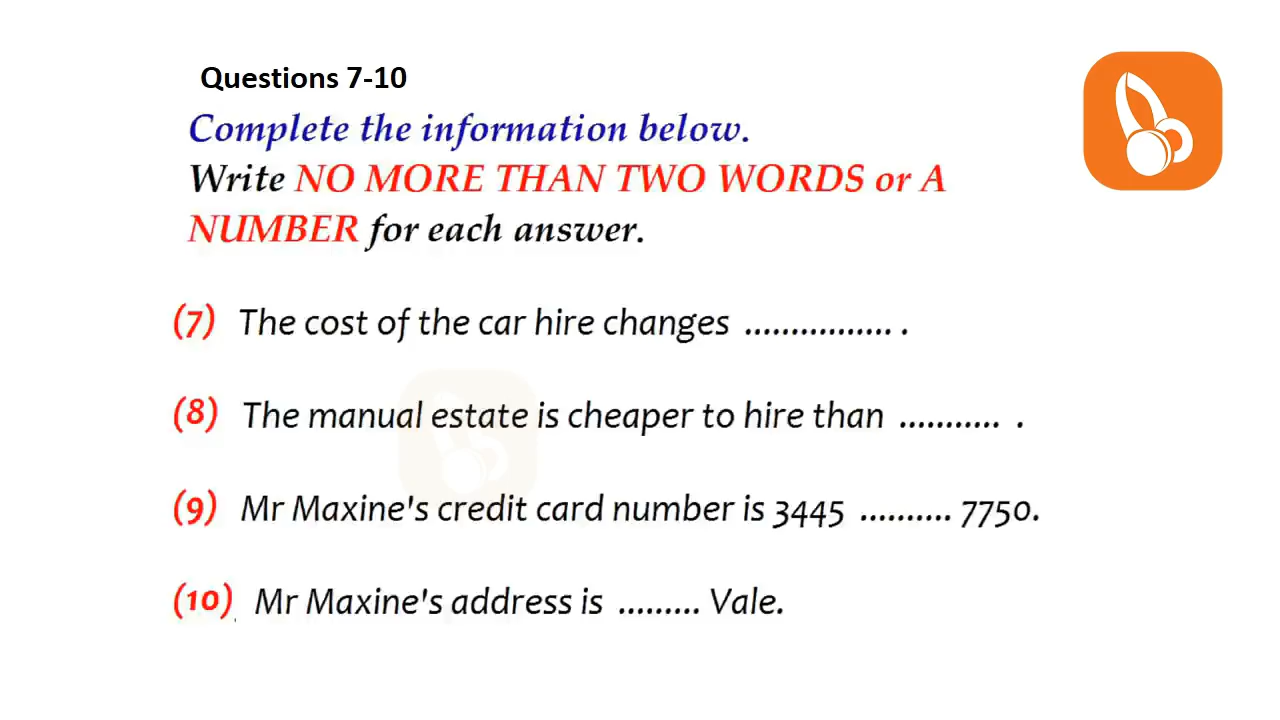 Questions 7-10
Complete the information below.
Write NO MORE THAN TWO WORDS or A
NUMBER for each answer.
(7) The cost of the car hire changes ................ .
(8) The manual estate is cheaper to hire than ........... .
(9) Mr Maxine's credit card number is 3445 .......... 7750.
(10) Mr Maxine's address is ......... Vale.